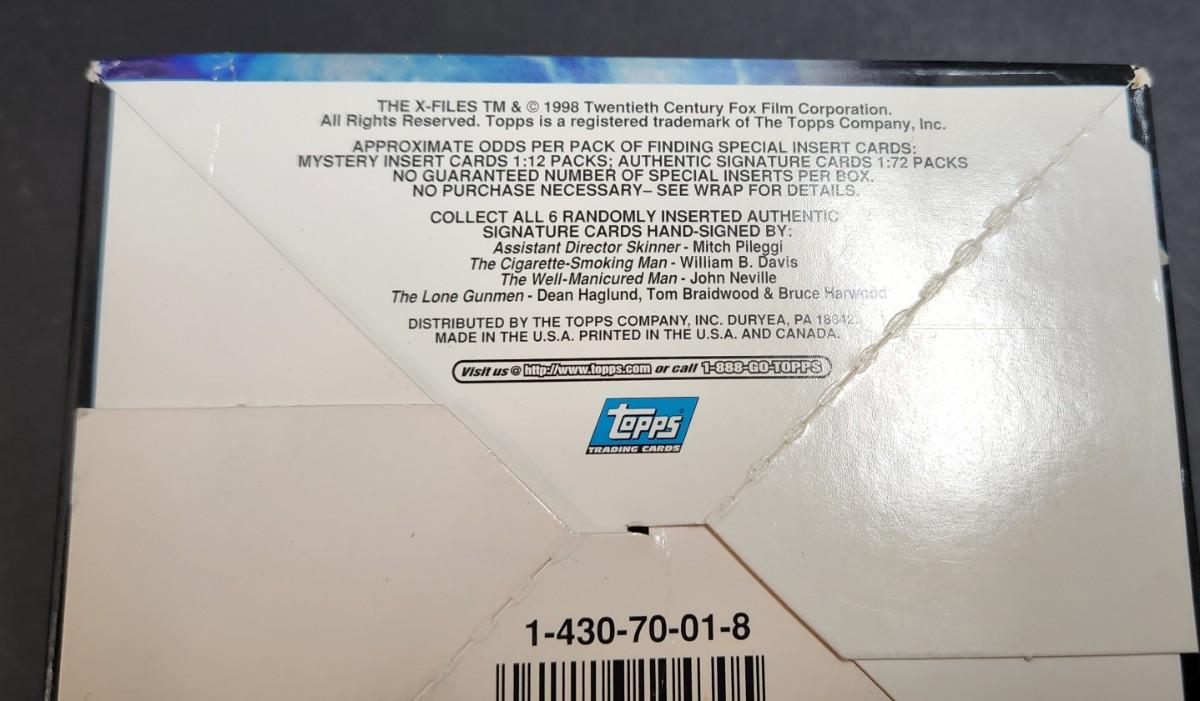 THE X-FILES TM & © 1998 Twentieth Century Fox Film Corporation.
All Rights Reserved. Topps is a registered trademark of The Topps Company, Inc.
APPROXIMATE ODDS PER PACK OF FINDING SPECIAL INSERT CARDS:
MYSTERY INSERT CARDS 1:12 PACKS; AUTHENTIC SIGNATURE CARDS 1:72 PACKS
NO GUARANTEED NUMBER OF SPECIAL INSERTS PER BOX.
NO PURCHASE NECESSARY– SEE WRAP FOR DETAILS.
COLLECT ALL 6 RANDOMLY INSERTED AUTHENTIC
SIGNATURE CARDS HAND-SIGNED BY:
Assistant Director Skinner - Mitch Pileggi
The Cigarette-Smoking Man - William B. Davis
The Well-Manicured Man - John Neville
The Lone Gunmen - Dean Haglund, Tom Braidwood & Bruce Harwood
DISTRIBUTED BY THE TOPPS COMPANY, INC. DURYEA, PA 18642.
MADE IN THE U.S.A. PRINTED IN THE U.S.A. AND CANADA.
Visit us @ http://www.topps.com or call 1-888-GO-TOPPS
Topps ®
TRADING CARDS
1-430-70-01-8